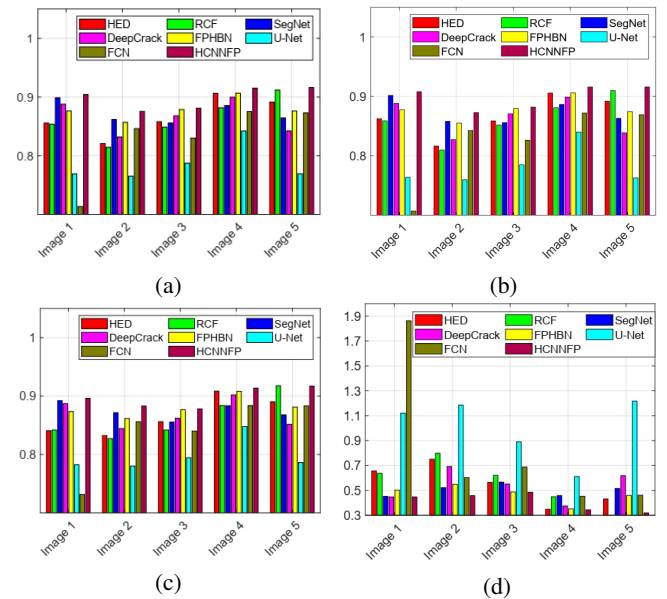 HED RCF SegNet
DeepCrack FPHBN U-Net
FCN HCNNFP
1
0.9
0.8
Image 1 Image 2 Image 3 Image 4 Image 5
(a)
HED RCF SegNet
DeepCrack FPHBN U-Net
FCN HCNNFP
1
0.9
0.8
Image 1 Image 2 Image 3 Image 4 Image 5
(b)
HED RCF SegNet
DeepCrack FPHBN U-Net
FCN HCNNFP
1
0.9
0.8
Image 1 Image 2 Image 3 Image 4 Image 5
(c)
HED RCF SegNet
DeepCrack FPHBN U-Net
FCN HCNNFP
1.9
1.7
1.5
1.3
1.1
0.9
0.7
0.5
0.3
Image 1 Image 2 Image 3 Image 4 Image 5
(d)